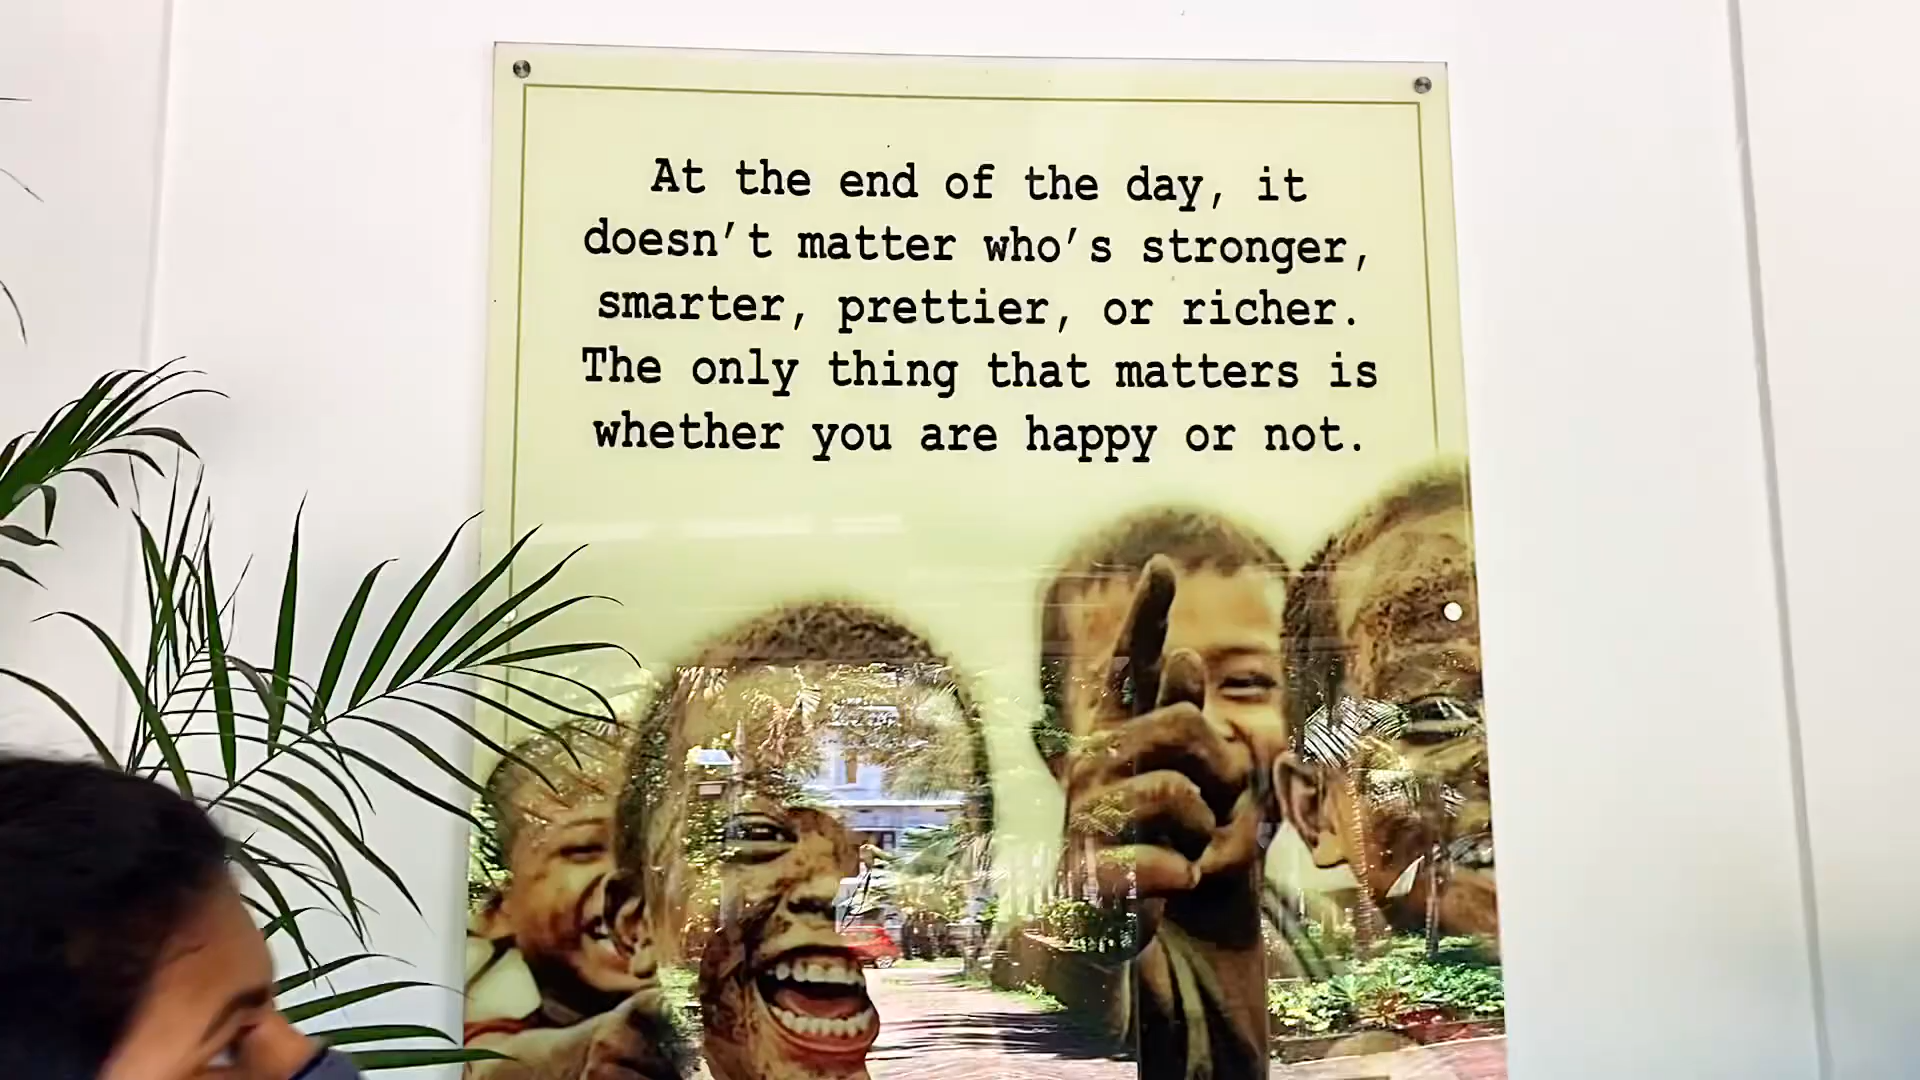 At the end of the day, it
doesn't matter who's stronger,
smarter, prettier, or richer.
The only thing that matters is
whether you are happy or not.